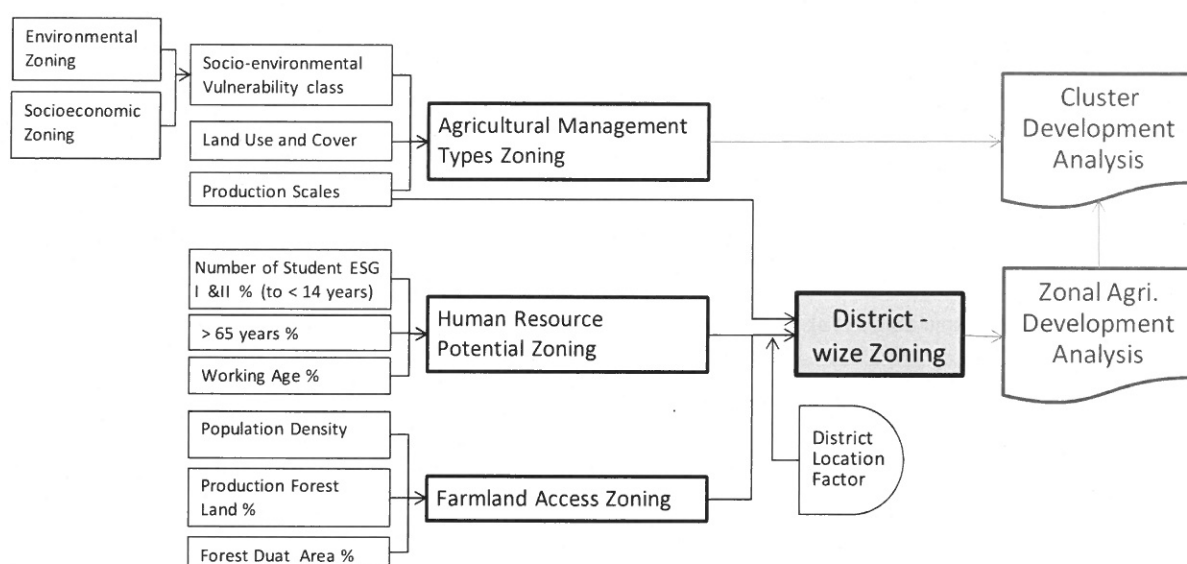 Environmental
Zoning
Socioeconomic
Zoning
Socio-environmental
Vulnerability class
Land Use and Cover
Production Scales
Agricultural Management
Types Zoning
Cluster
Development
Analysis
Number of Student ESG
I &II % (to < 14 years)
> 65 years %
Working Age %
Human Resource
Potential Zoning
District -
wize Zoning
Zonal Agri.
Development
Analysis
Population Density
Production Forest
Land %
Forest Duat Area %
Farmland Access Zoning
District
Location
Factor